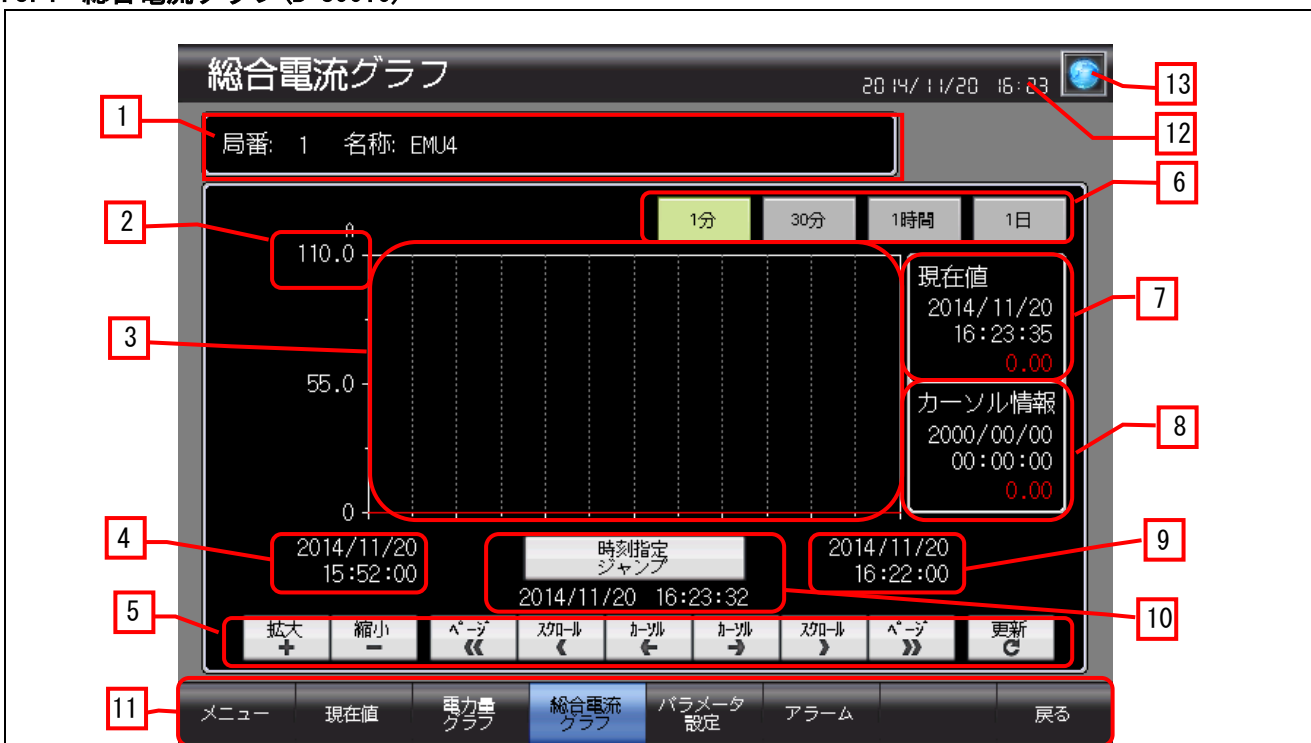 総合電流グラフ
2014/11/20 16:23
13
12
1
局番: 1 名称: EMU4
6
1分 30分 1時間 1日
2
A
110.0
現在値
2014/11/20
16:23:35
0.00
7
3
55.0
カーソル情報
2000/00/00
00:00:00
0.00
8
0
4
2014/11/20
15:52:00
時刻指定
ジャンプ
2014/11/20 16:23:32
2014/11/20
16:22:00
9
10
5
拡大 縮小 ページ スクロール カーソル カーソル スクロール ページ 更新
+ − ≪ ‹ ← → › ≫
11
メニュー 現在値 電力量グラフ 総合電流グラフ パラメータ設定 アラーム 戻る